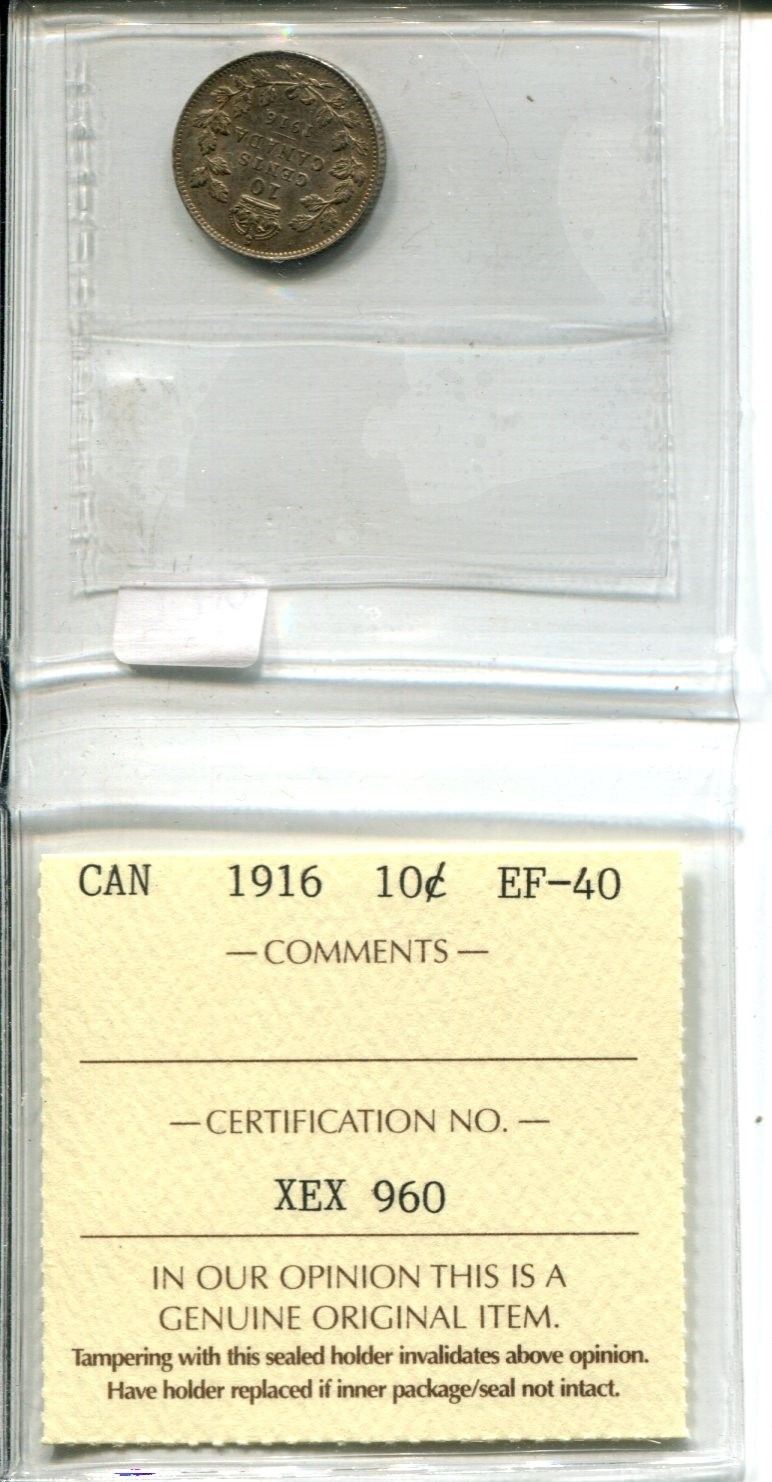 10
CENTS
CANADA
1916
CAN 1916 10¢ EF-40
— COMMENTS —
— CERTIFICATION NO. —
XEX 960
IN OUR OPINION THIS IS A
GENUINE ORIGINAL ITEM.
Tampering with this sealed holder invalidates above opinion.
Have holder replaced if inner package/seal not intact.